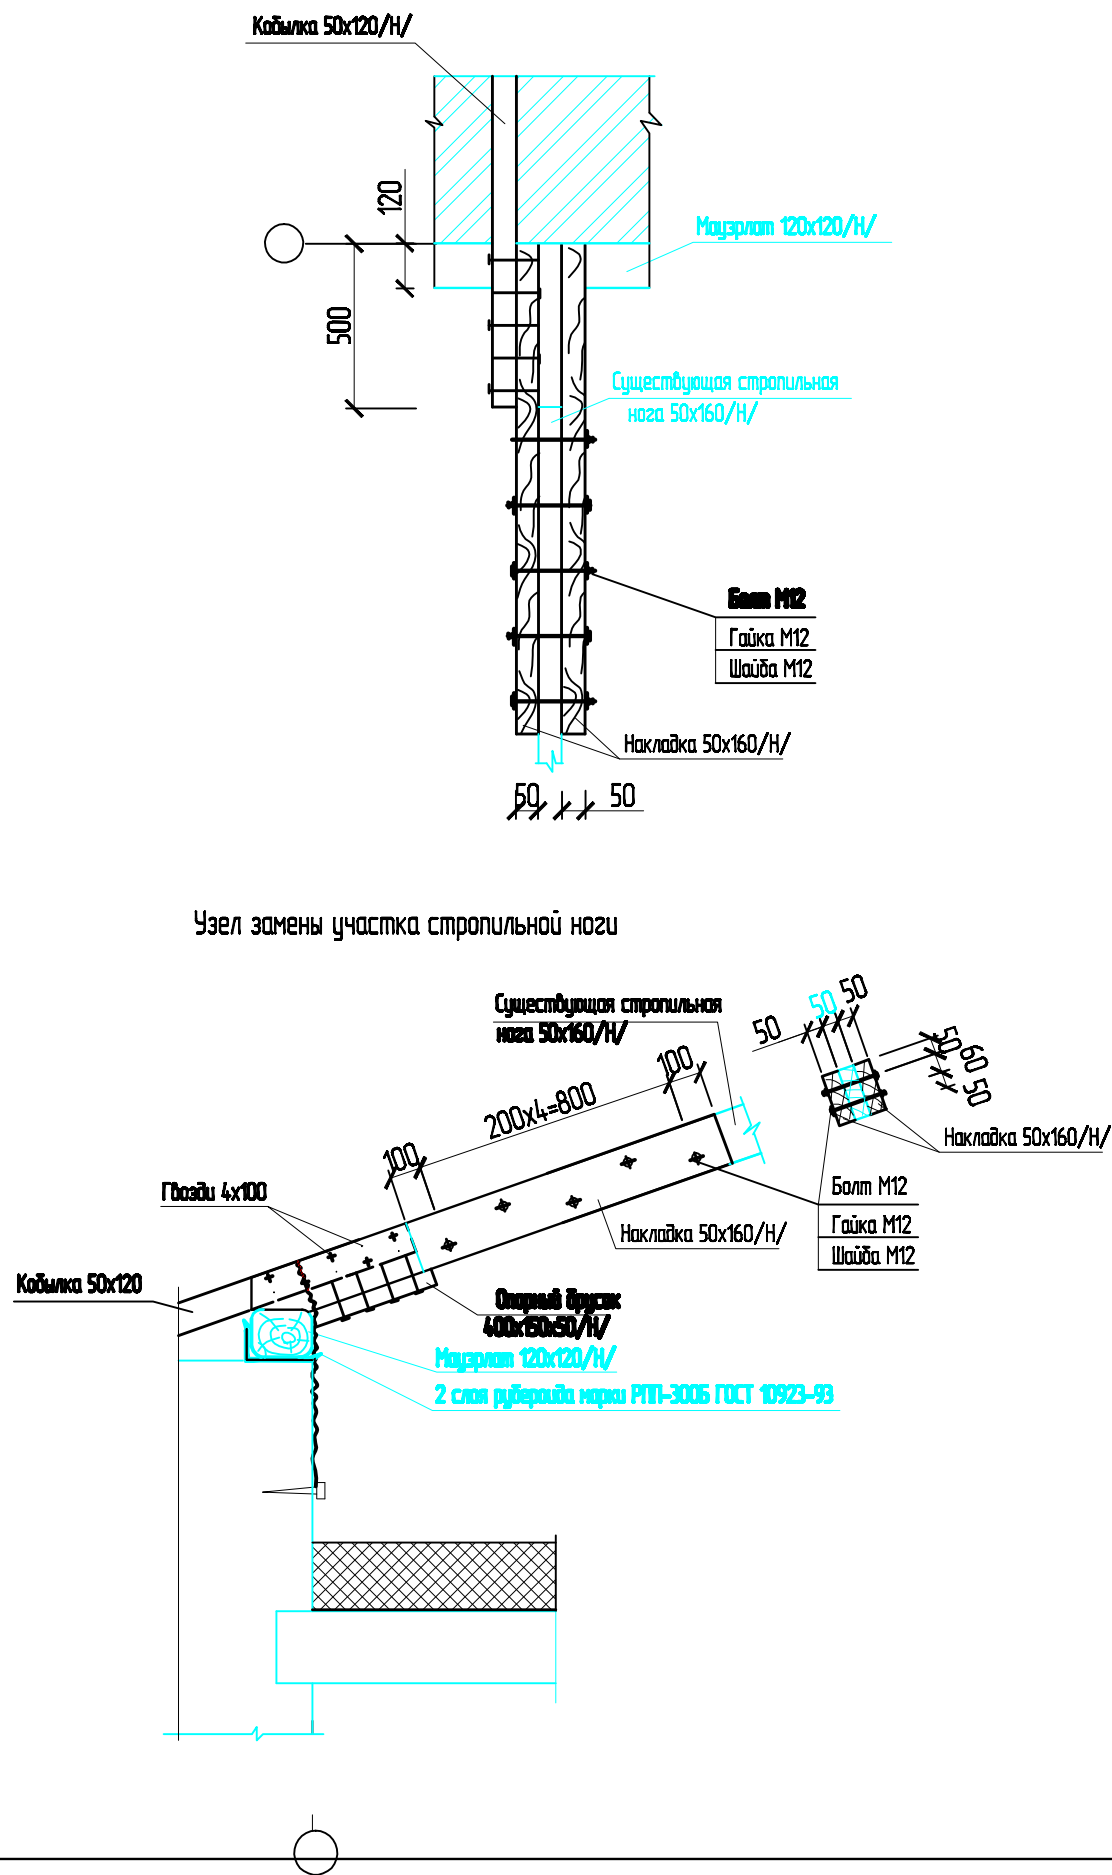 Кобылка 50х120/Н/
120
Мауэрлат 120х120/Н/
500
Существующая стропильная
нога 50х160/Н/
Болт М12
Гайка М12
Шайба М12
Накладка 50х160/Н/
50
50
Узел замены участка стропильной ноги
Существующая стропильная
нога 50х160/Н/
50
50
50
50
60
50
100
200х4=800
100
Накладка 50х160/Н/
Гвозди 4х100
Болт М12
Гайка М12
Шайба М12
Накладка 50х160/Н/
Кобылка 50х120
Опорный брусок
400х150х50/Н/
Мауэрлат 120х120/Н/
2 слоя рубероида марки РПП-300Б ГОСТ 10923-93